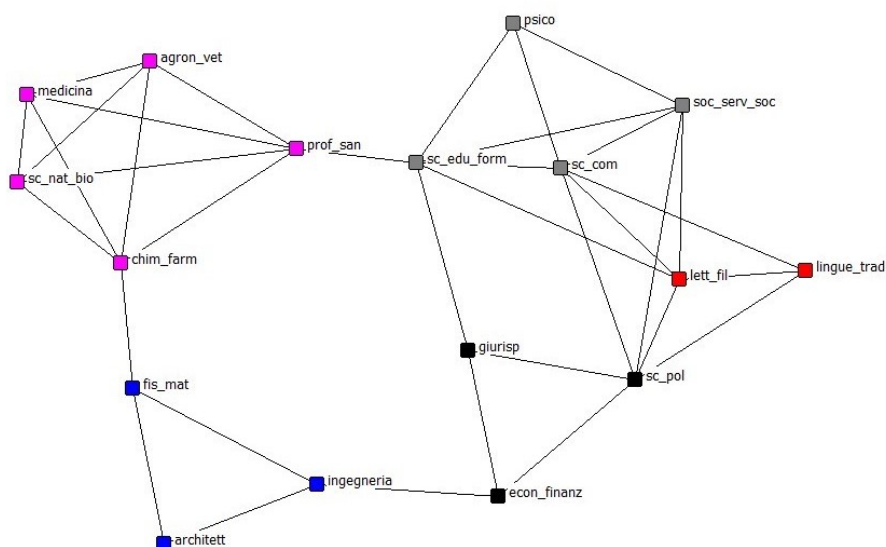 psico
agron_vet
medicina
soc_serv_soc
prof_san
sc_edu_form
sc_com
sc_nat_bio
chim_farm
lett_fil
lingue_trad
giurisp
sc_pol
fis_mat
ingegneria
econ_finanz
architett